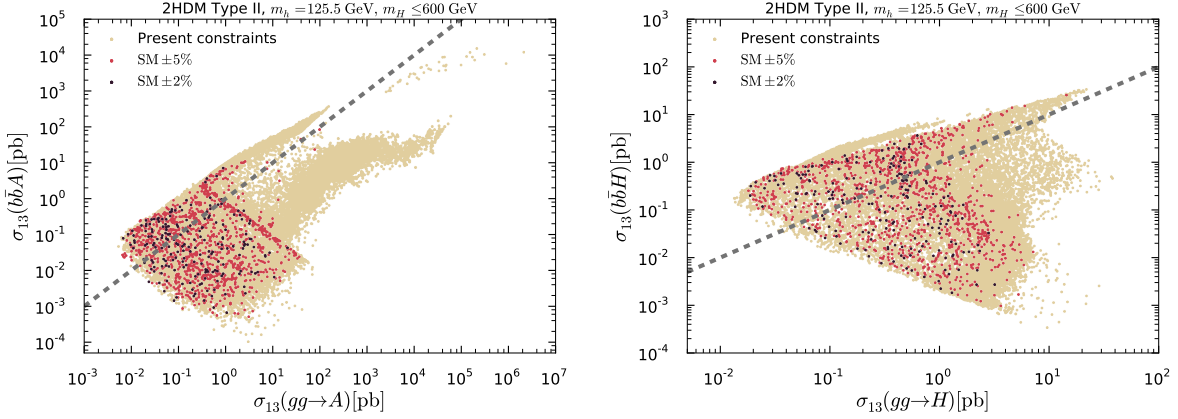 2HDM Type II, m_h =125.5 GeV, m_H ≤600 GeV
Present constraints
SM ±5%
SM ±2%
10^5
10^4
10^3
10^2
10^1
10^0
10^-1
10^-2
10^-3
10^-4
σ_13(bb̄A)[pb]
10^-3 10^-2 10^-1 10^0 10^1 10^2 10^3 10^4 10^5 10^6 10^7
σ_13(gg→A)[pb]
2HDM Type II, m_h =125.5 GeV, m_H ≤600 GeV
Present constraints
SM ±5%
SM ±2%
10^3
10^2
10^1
10^0
10^-1
10^-2
10^-3
10^-4
σ_13(bb̄H)[pb]
10^-2 10^-1 10^0 10^1 10^2
σ_13(gg→H)[pb]